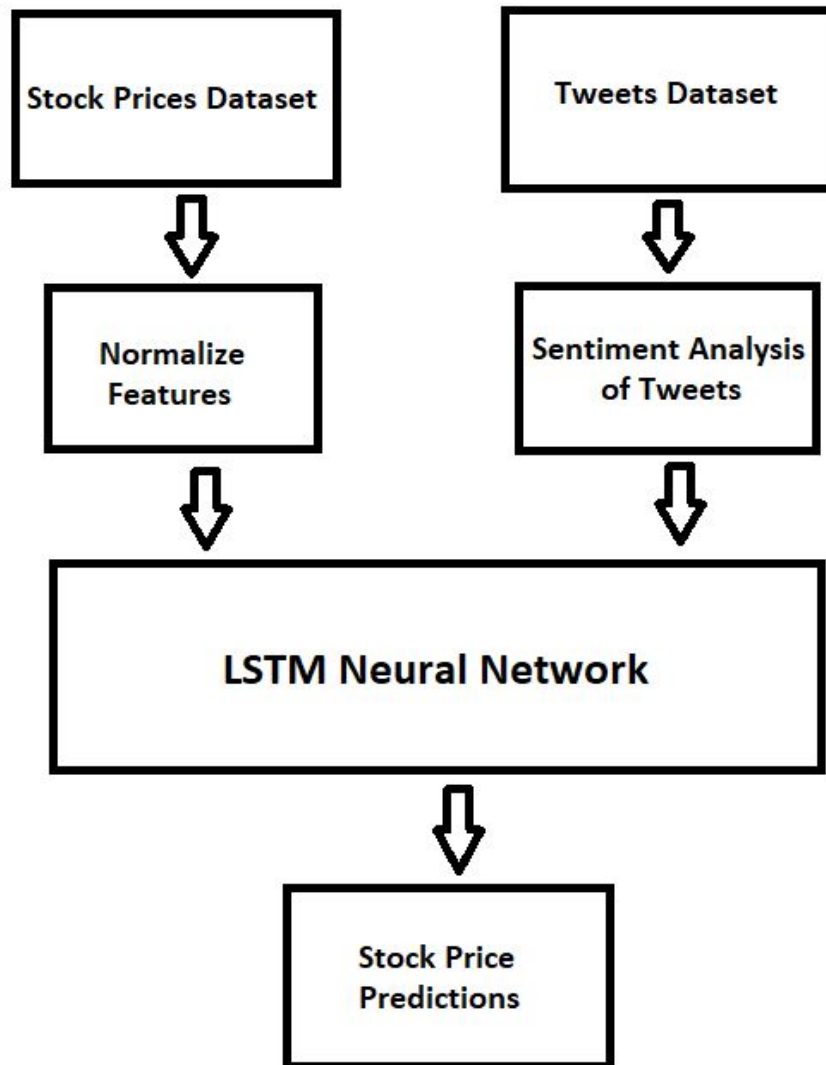 Stock Prices Dataset
Tweets Dataset
Normalize
Features
Sentiment Analysis
of Tweets
LSTM Neural Network
Stock Price
Predictions